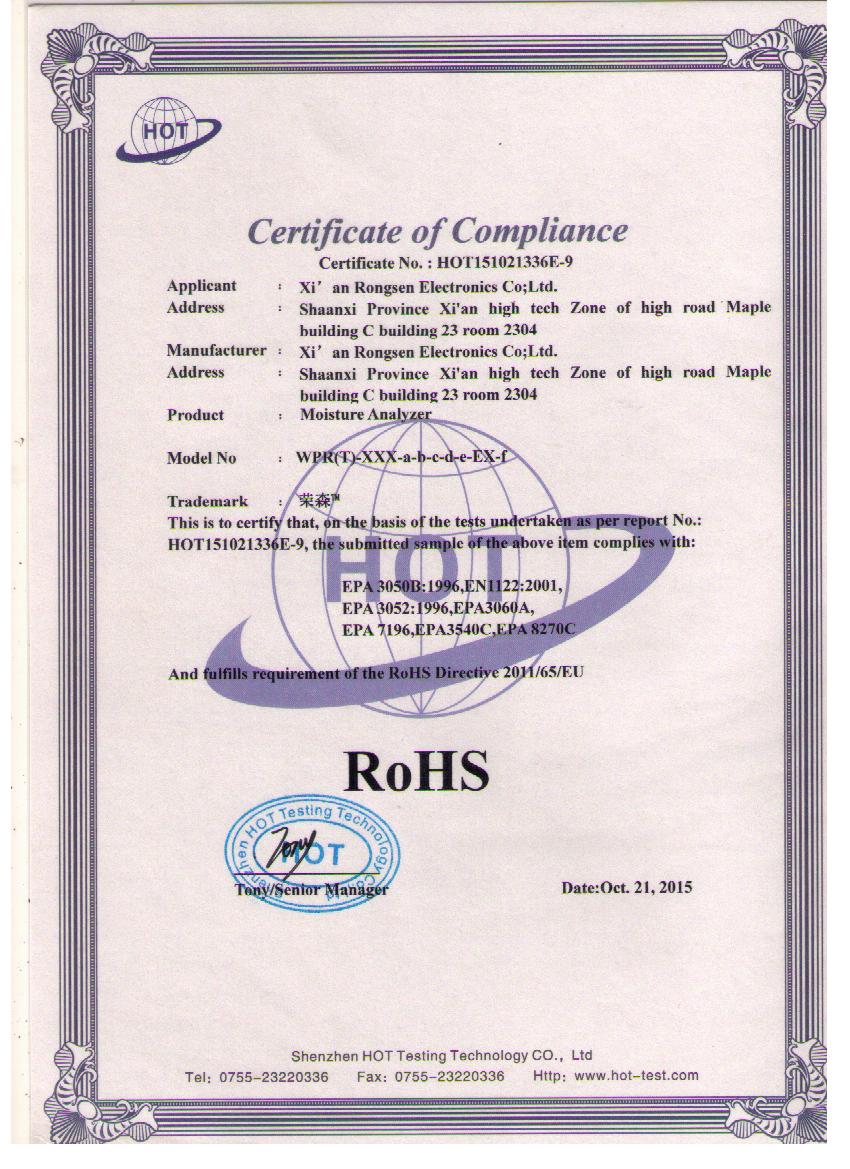 HOT
Certificate of Compliance
Certificate No. : HOT151021336E-9
Applicant : Xi' an Rongsen Electronics Co;Ltd.
Address : Shaanxi Province Xi'an high tech Zone of high road Maple
building C building 23 room 2304
Manufacturer : Xi' an Rongsen Electronics Co;Ltd.
Address : Shaanxi Province Xi'an high tech Zone of high road Maple
building C building 23 room 2304
Product : Moisture Analyzer
Model No : WPR(T)-XXX-a-b-c-d-e-EX-f
Trademark : 荣森™
This is to certify that, on the basis of the tests undertaken as per report No.:
HOT151021336E-9, the submitted sample of the above item complies with:
HOT
EPA 3050B:1996,EN1122:2001,
EPA 3052:1996,EPA3060A,
EPA 7196,EPA3540C,EPA 8270C
And fulfills requirement of the RoHS Directive 2011/65/EU
RoHS
Shenzhen HOT Testing Technology Co.,Ltd
HOT
Tony
Tony/Senior Manager
Date:Oct. 21, 2015
Shenzhen HOT Testing Technology CO., Ltd
Tel: 0755-23220336 Fax: 0755-23220336 Http: www.hot-test.com